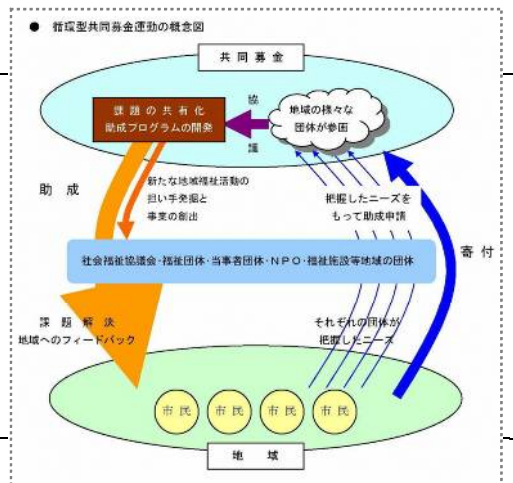 ● 循環型共同募金運動の概念図
共同募金
課題の共有化
助成プログラムの開発
協
議
地域の様々な
団体が参画
助成
新たな地域福祉活動の
担い手発掘と
事業の創出
把握したニーズを
もって助成申請
寄付
社会福祉協議会・福祉団体・当事者団体・NPO・福祉施設等地域の団体
課題解決
地域へのフィードバック
それぞれの団体が
把握したニーズ
市民
市民
市民
市民
地域